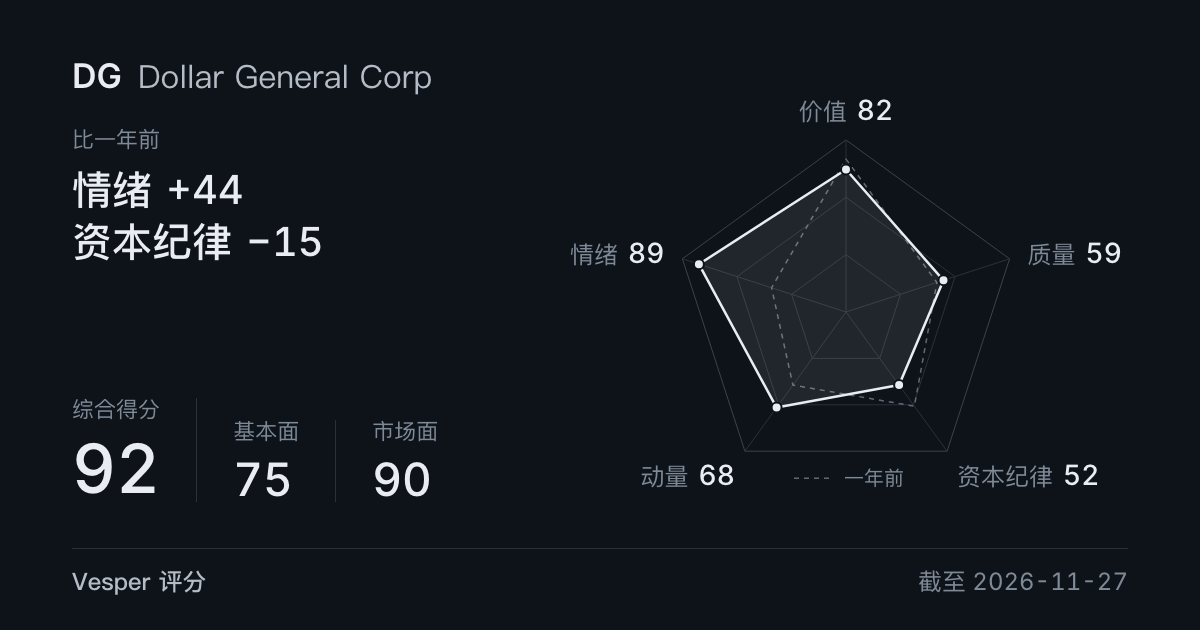 DG Dollar General Corp
比一年前
情绪 +44
资本纪律 −15
价值 82
情绪 89
质量 59
动量 68
一年前
资本纪律 52
综合得分
92
基本面
75
市场面
90
Vesper 评分
截至 2026-11-27